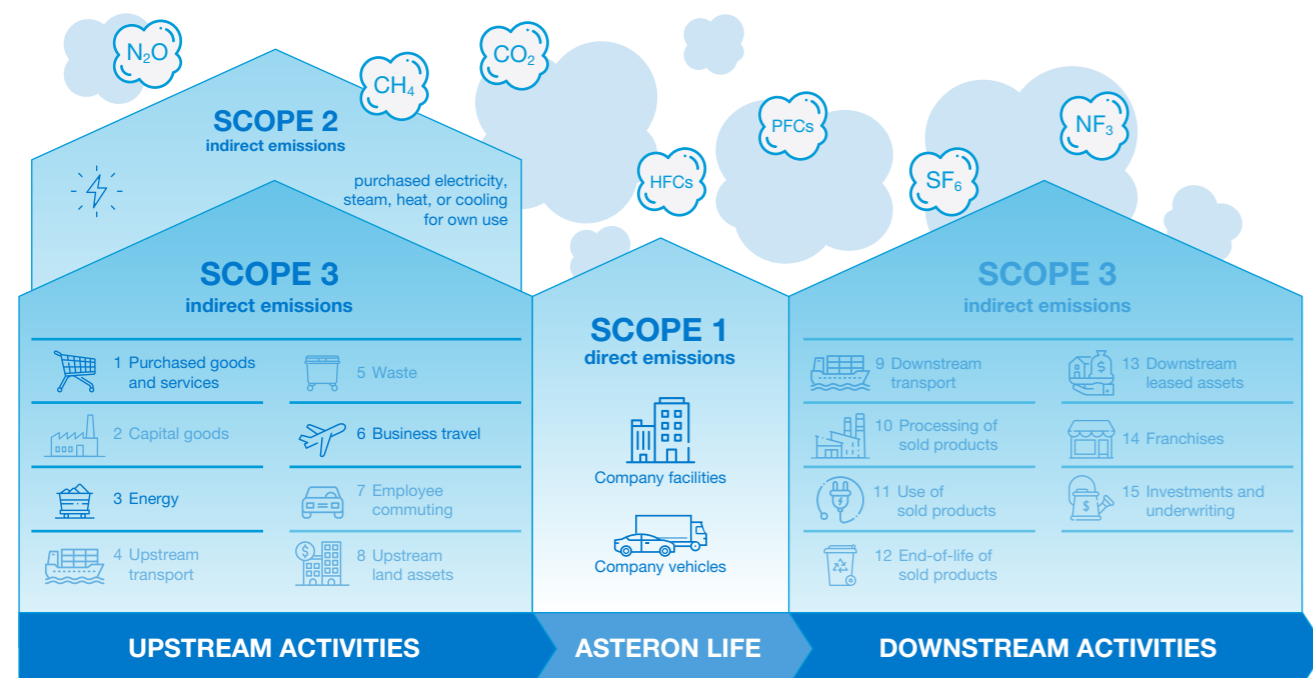 N₂O
CH₄
CO₂
HFCs
PFCs
SF₆
NF₃
SCOPE 2
indirect emissions
purchased electricity,
steam, heat, or cooling
for own use
SCOPE 3
indirect emissions
1 Purchased goods
and services
2 Capital goods
3 Energy
4 Upstream
transport
5 Waste
6 Business travel
7 Employee
commuting
8 Upstream
land assets
SCOPE 1
direct emissions
Company facilities
Company vehicles
SCOPE 3
indirect emissions
9 Downstream
transport
10 Processing of
sold products
11 Use of
sold products
12 End-of-life of
sold products
13 Downstream
leased assets
14 Franchises
15 Investments and
underwriting
UPSTREAM ACTIVITIES
ASTERON LIFE
DOWNSTREAM ACTIVITIES